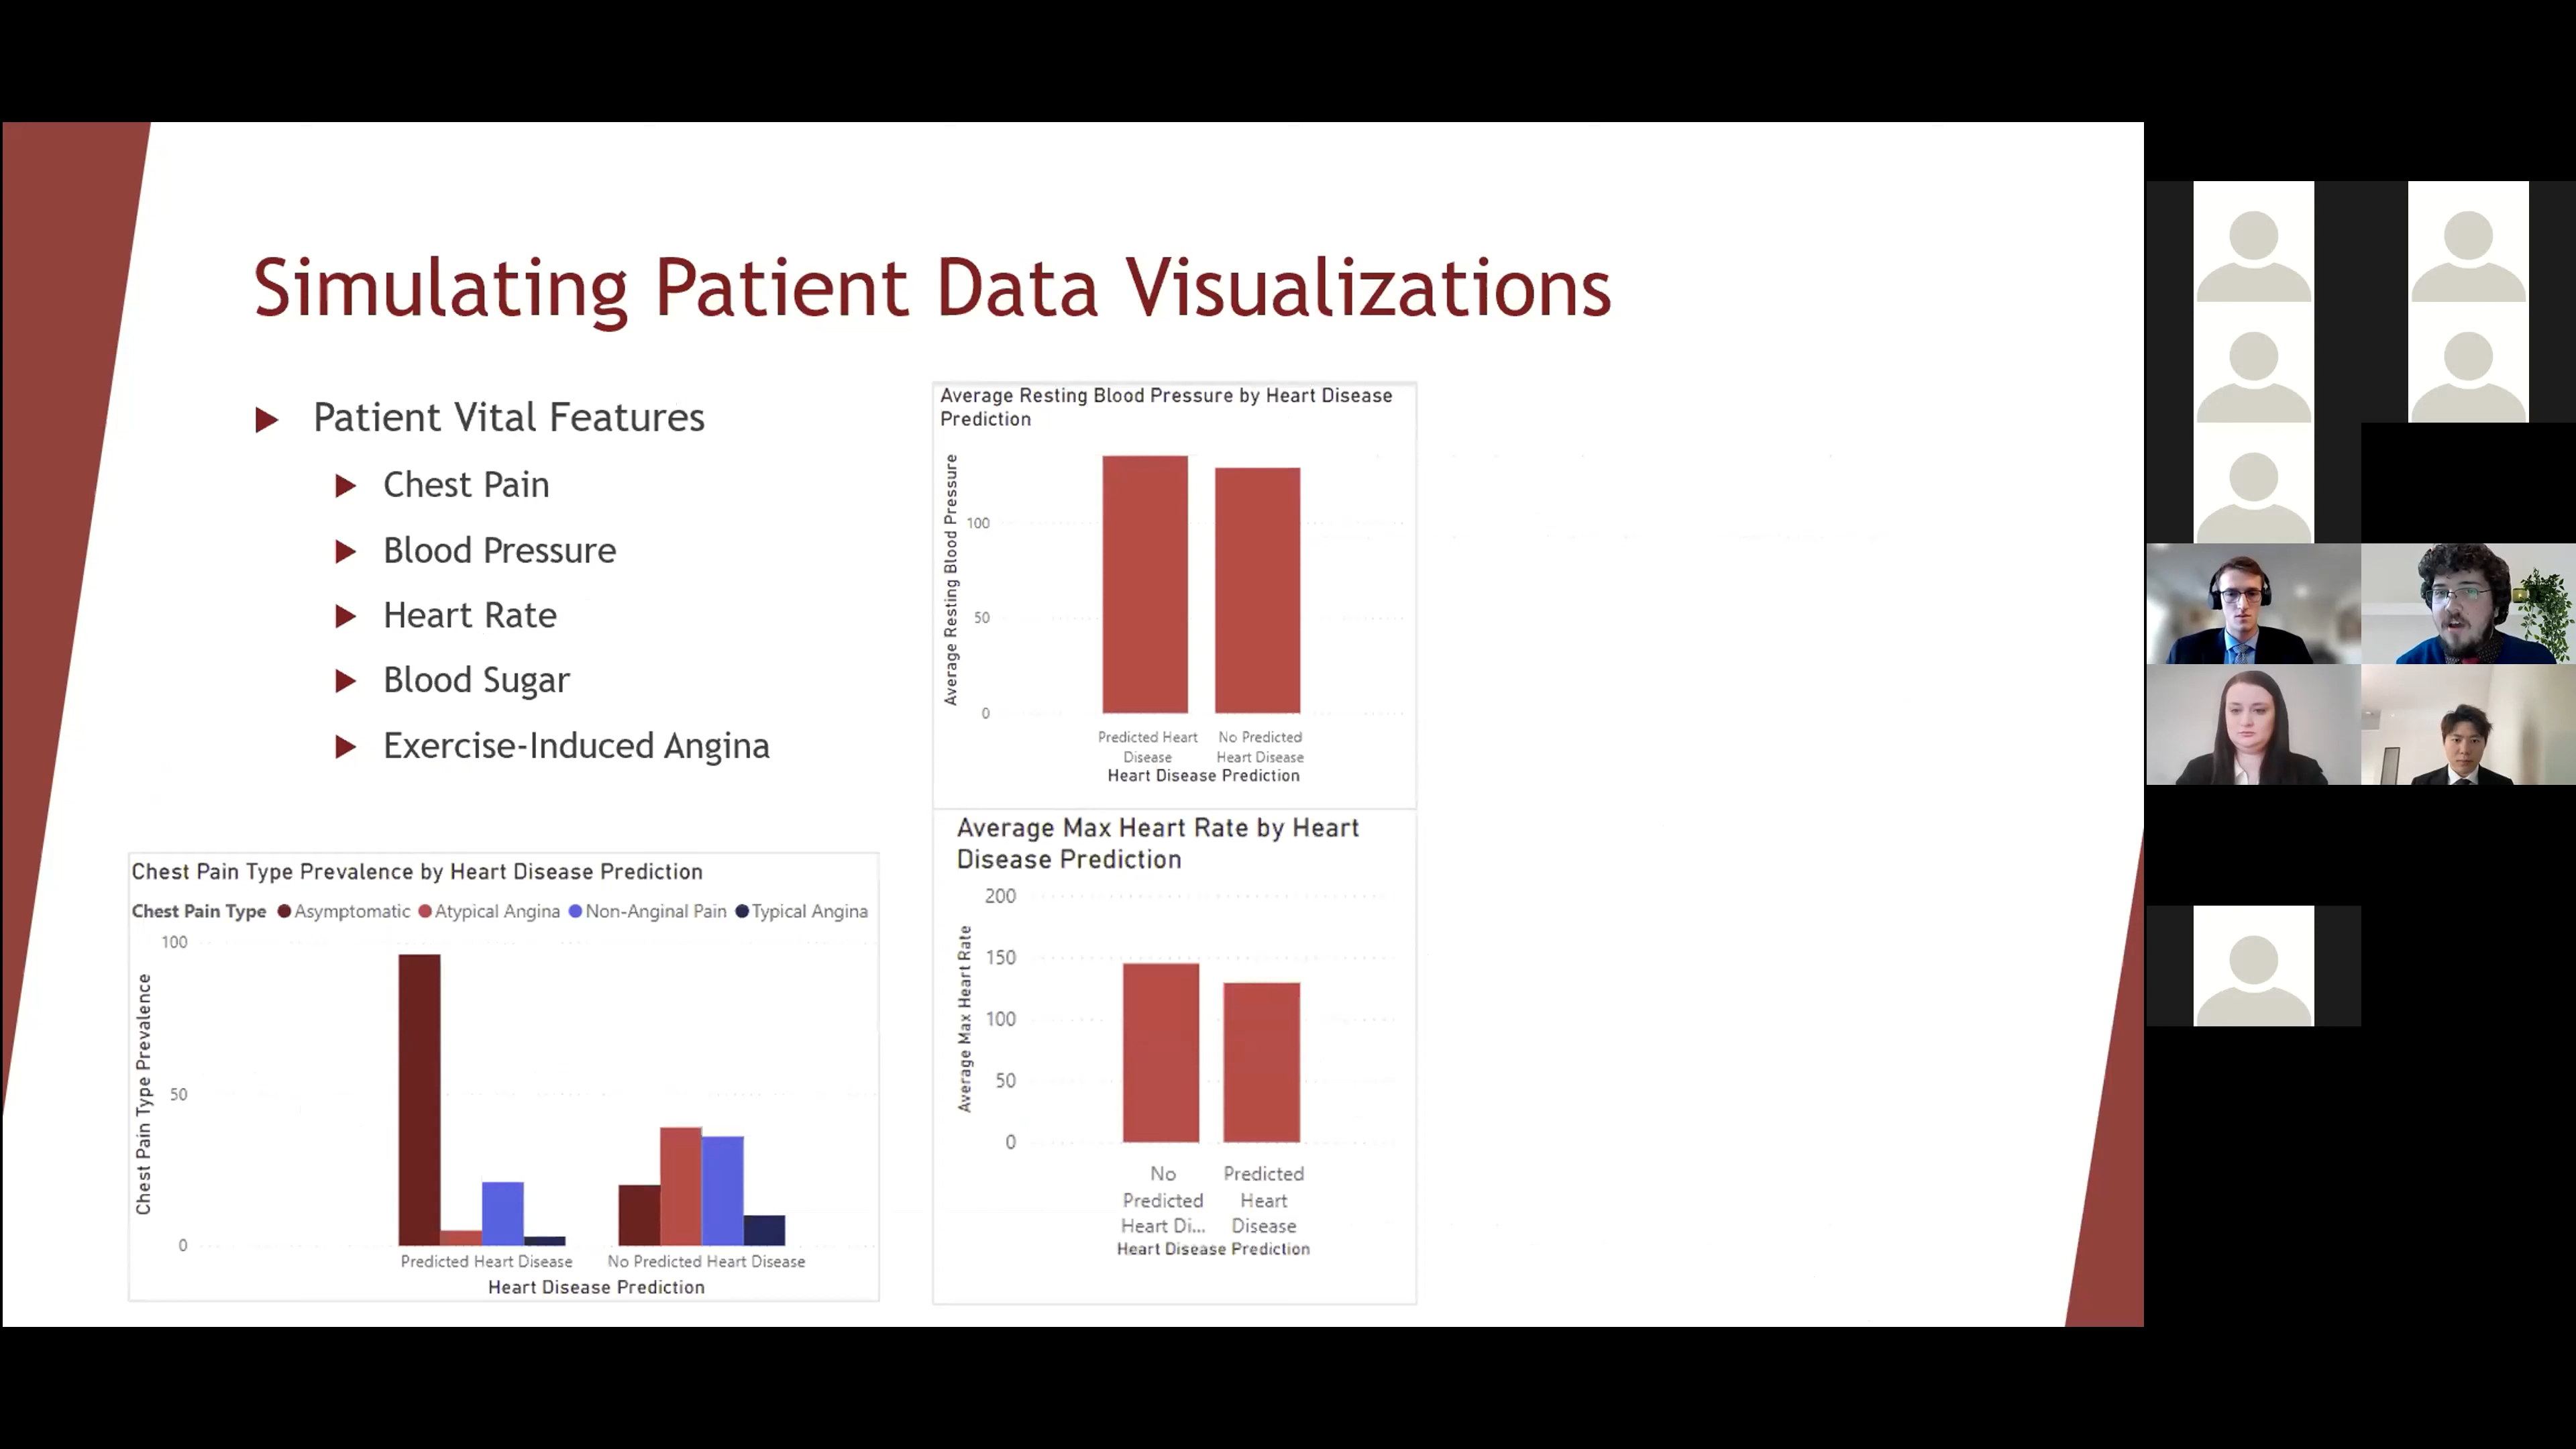 Simulating Patient Data Visualizations
Patient Vital Features
Chest Pain
Blood Pressure
Heart Rate
Blood Sugar
Exercise-Induced Angina
Average Resting Blood Pressure by Heart Disease
Prediction
Average Resting Blood Pressure
100
50
0
Predicted Heart
Disease
No Predicted
Heart Disease
Heart Disease Prediction
Average Max Heart Rate by Heart
Disease Prediction
Average Max Heart Rate
200
150
100
50
0
No
Predicted
Heart Di...
Predicted
Heart
Disease
Heart Disease Prediction
Chest Pain Type Prevalence by Heart Disease Prediction
Chest Pain Type Asymptomatic Atypical Angina Non-Anginal Pain Typical Angina
Chest Pain Type Prevalence
100
50
0
Predicted Heart Disease
No Predicted Heart Disease
Heart Disease Prediction